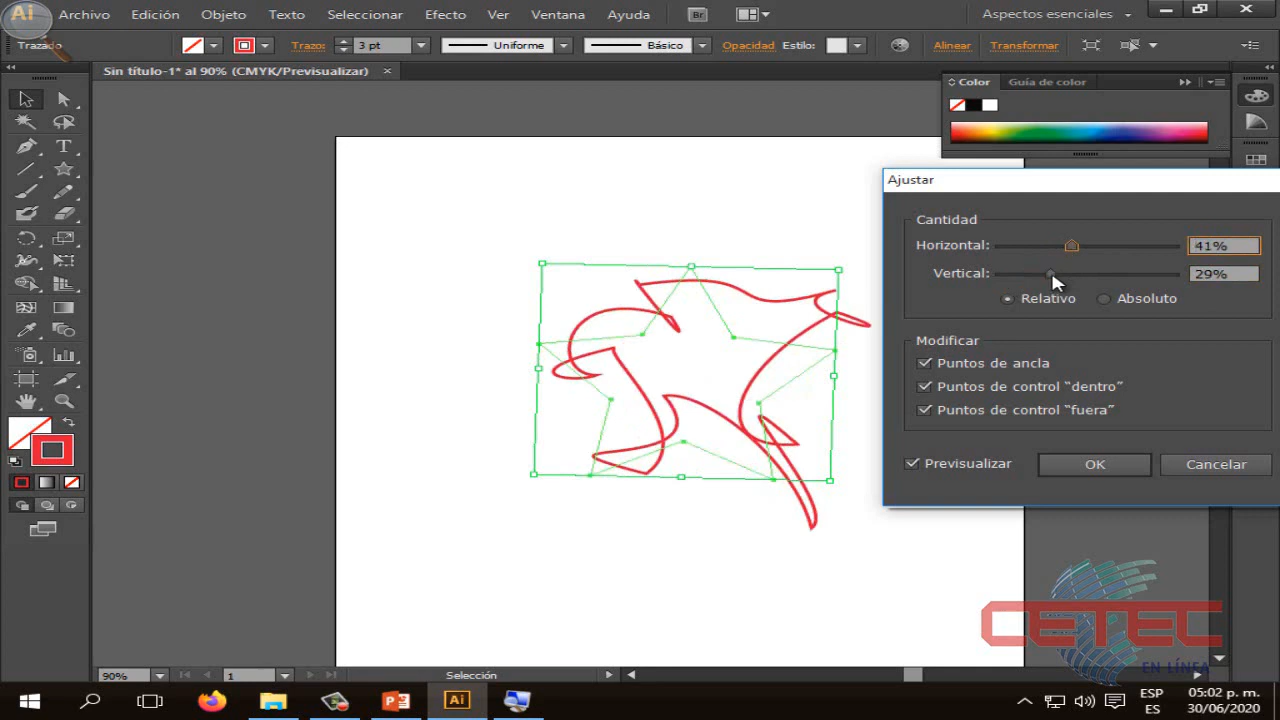 Ai Archivo Edición Objeto Texto Seleccionar Efecto Ver Ventana Ayuda Br Aspectos esenciales
Trazado Trazo: 3 pt Uniforme Básico Opacidad Estilo: Alinear Transformar
Sin título-1* al 90% (CMYK/Previsualizar)
Color Guía de color
Ajustar
Cantidad
Horizontal: 41%
Vertical: 29%
Relativo Absoluto
Modificar
Puntos de ancla
Puntos de control "dentro"
Puntos de control "fuera"
Previsualizar OK Cancelar
CETEC
EN LÍNEA
90% 1 Selección
Ai ESP 05:02 p. m.
ES 30/06/2020